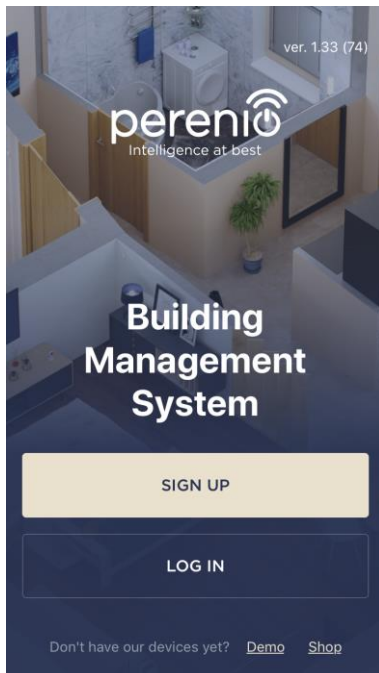 ver. 1.33 (74)
perenio
Intelligence at best
Building
Management
System
SIGN UP
LOG IN
Don't have our devices yet? Demo Shop